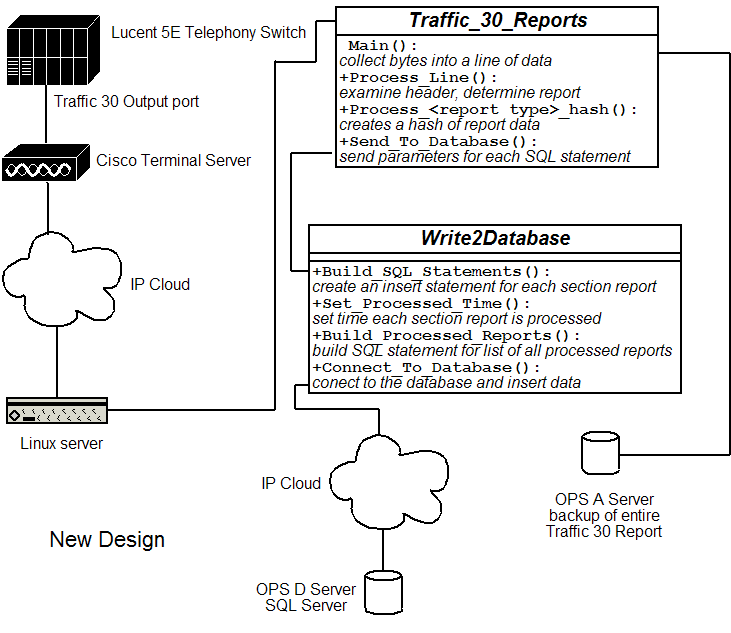 Lucent 5E Telephony Switch
Traffic 30 Output port
Cisco Terminal Server
IP Cloud
Linux server
New Design
Traffic_30_Reports
_Main():
collect bytes into a line of data
+Process_Line():
examine header, determine report
+Process_<report type>_hash():
creates a hash of report data
+Send_To_Database():
send parameters for each SQL statement
Write2Database
+Build_SQL_Statements():
create an insert statement for each section report
+Set_Processed_Time():
set time each section report is processed
+Build_Processed_Reports():
build SQL statement for list of all processed reports
+Connect_To_Database():
conect to the database and insert data
IP Cloud
OPS D Server
SQL Server
OPS A Server
backup of entire
Traffic 30 Report